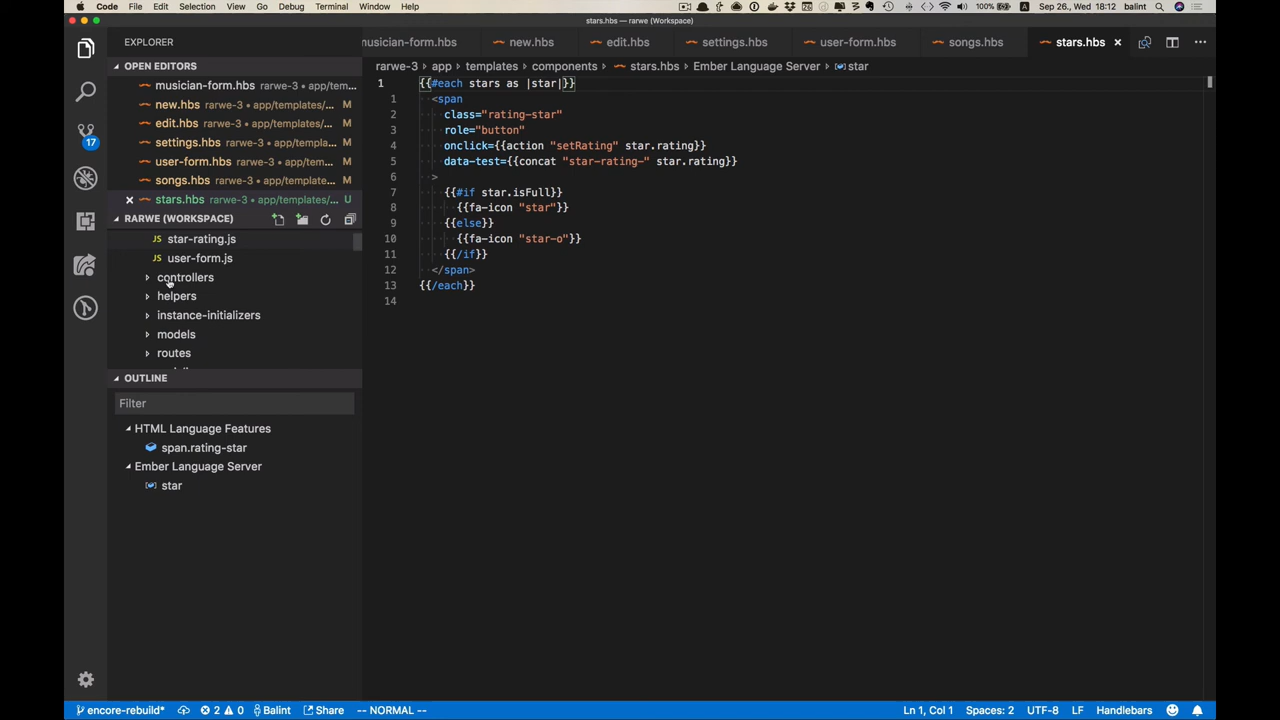 Code File Edit Selection View Go Debug Terminal Window Help 100% Sep 26., Wed 18:12 balint
stars.hbs — rarwe (Workspace)
EXPLORER
musician-form.hbs new.hbs edit.hbs settings.hbs user-form.hbs songs.hbs stars.hbs
OPEN EDITORS
rarwe-3 app templates components stars.hbs Ember Language Server star
musician-form.hbs rarwe-3 • app/tem...
new.hbs rarwe-3 • app/templates/... M
edit.hbs rarwe-3 • app/templates/... M
settings.hbs rarwe-3 • app/templa... M
user-form.hbs rarwe-3 • app/templ... M
songs.hbs rarwe-3 • app/template... M
stars.hbs rarwe-3 • app/templates/... U
RARWE (WORKSPACE)
JS star-rating.js
JS user-form.js
controllers
helpers
instance-initializers
models
routes
OUTLINE
Filter
HTML Language Features
span.rating-star
Ember Language Server
star
1 {{#each stars as |star|}}
1 <span
2 class="rating-star"
3 role="button"
4 onclick={{action "setRating" star.rating}}
5 data-test={{concat "star-rating-" star.rating}}
6 >
7 {{#if star.isFull}}
8 {{fa-icon "star"}}
9 {{else}}
10 {{fa-icon "star-o"}}
11 {{/if}}
12 </span>
13 {{/each}}
14
17
encore-rebuild* 2 0 Balint Share -- NORMAL -- Ln 1, Col 1 Spaces: 2 UTF-8 LF Handlebars